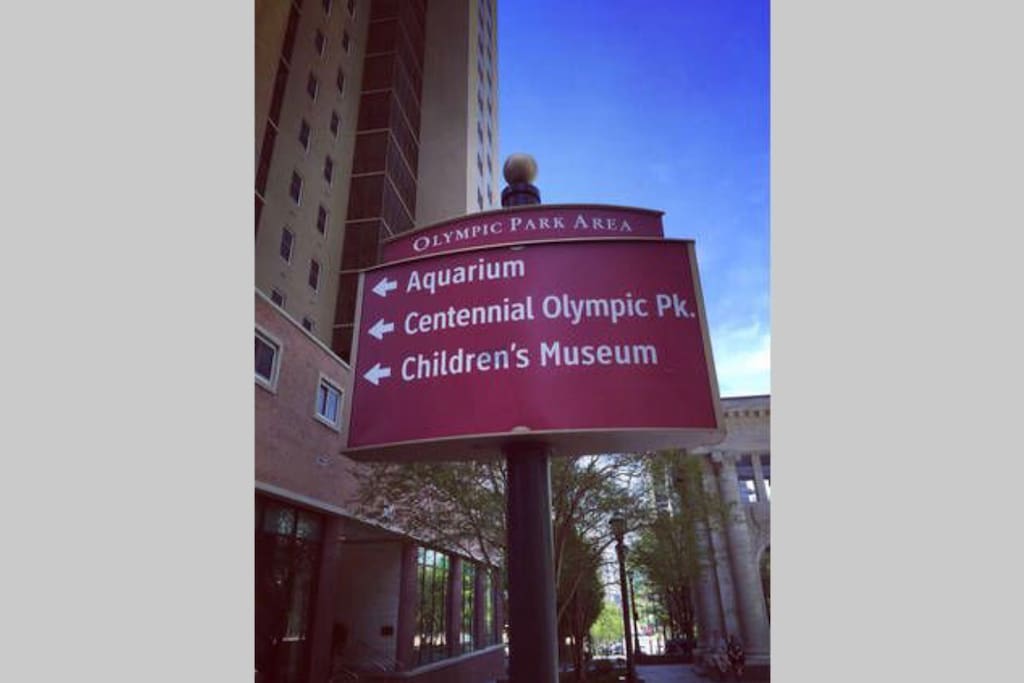 OLYMPIC PARK AREA
← Aquarium
← Centennial Olympic Pk.
← Children's Museum